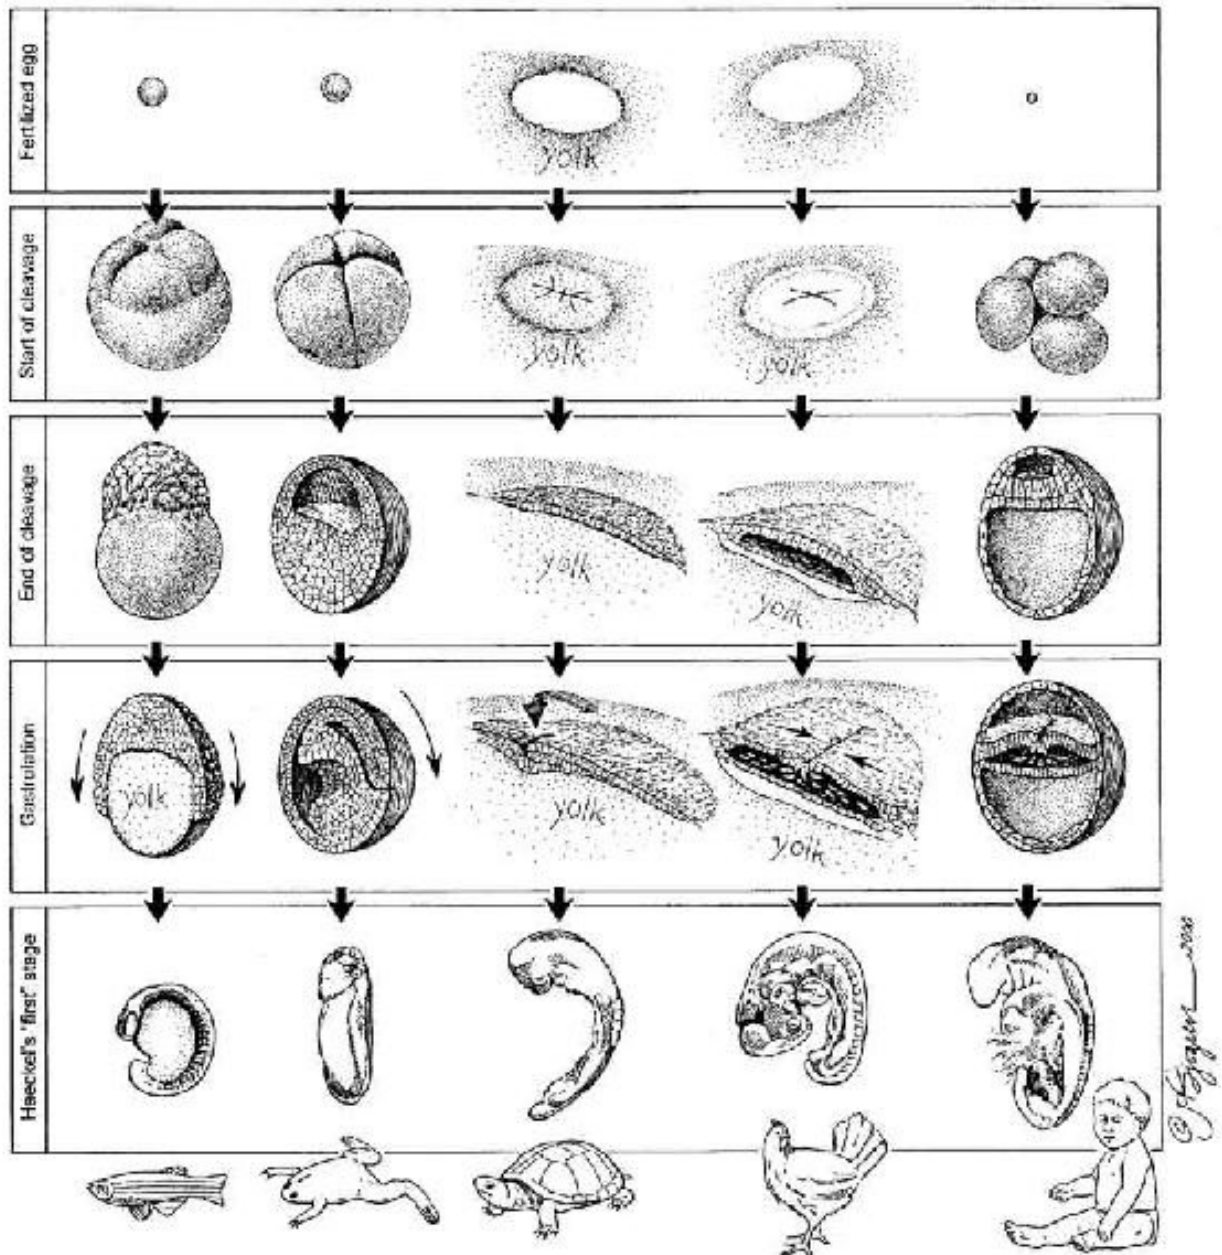 Fertilized egg
yolk
Start of cleavage
yolk
yolk
End of cleavage
yolk
yolk
Gastrulation
yolk
yolk
yolk
Haeckel's "first" stage
© 2000